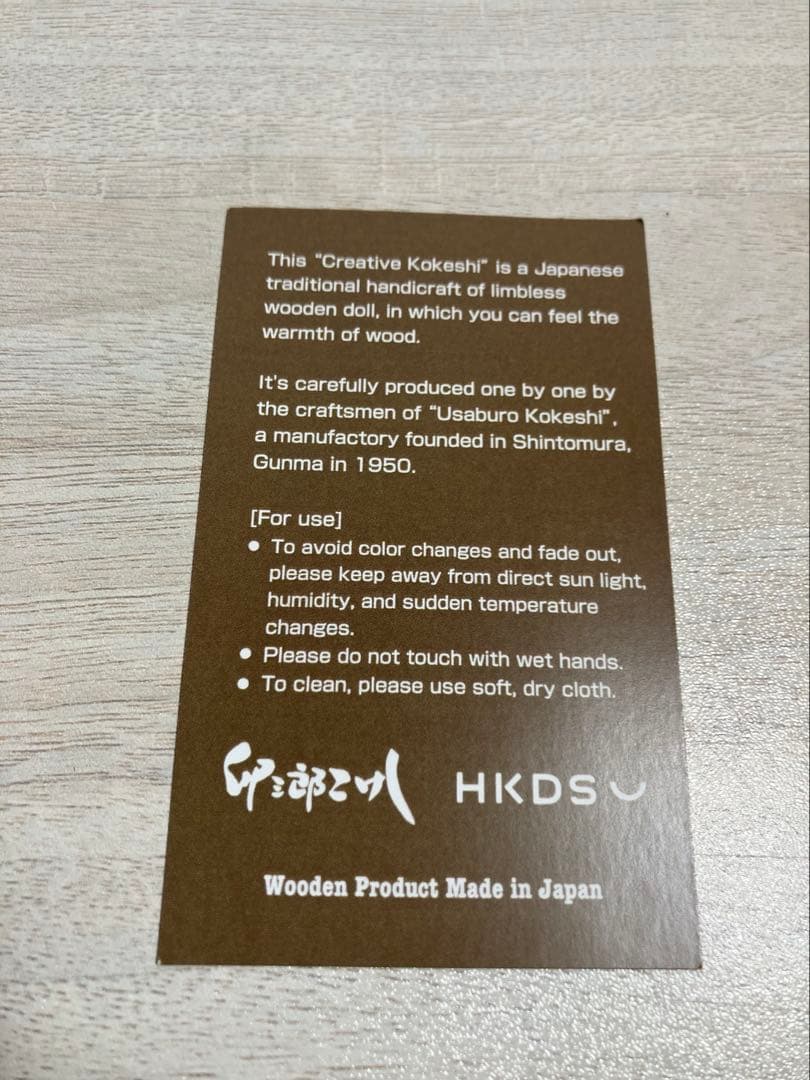 This "Creative Kokeshi" is a Japanese
traditional handicraft of limbless
wooden doll, in which you can feel the
warmth of wood.
It's carefully produced one by one by
the craftsmen of "Usaburo Kokeshi",
a manufactory founded in Shintomura,
Gunma in 1950.
[For use]
● To avoid color changes and fade out,
please keep away from direct sun light,
humidity, and sudden temperature
changes.
● Please do not touch with wet hands.
● To clean, please use soft, dry cloth.
卯三郎こけし HKDS
Wooden Product Made in Japan